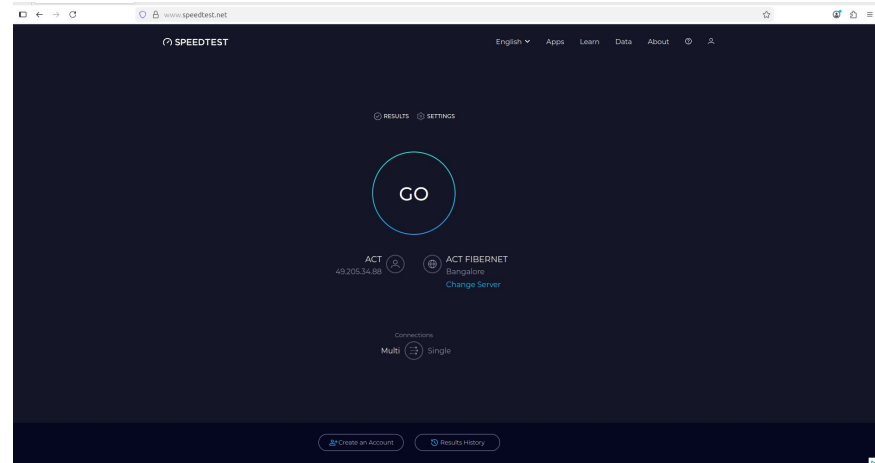 www.speedtest.net
SPEEDTEST
English Apps Learn Data About
RESULTS SETTINGS
GO
ACT
49.205.34.88
ACT FIBERNET
Bangalore
Change Server
Connections
Multi Single
Create an Account Results History